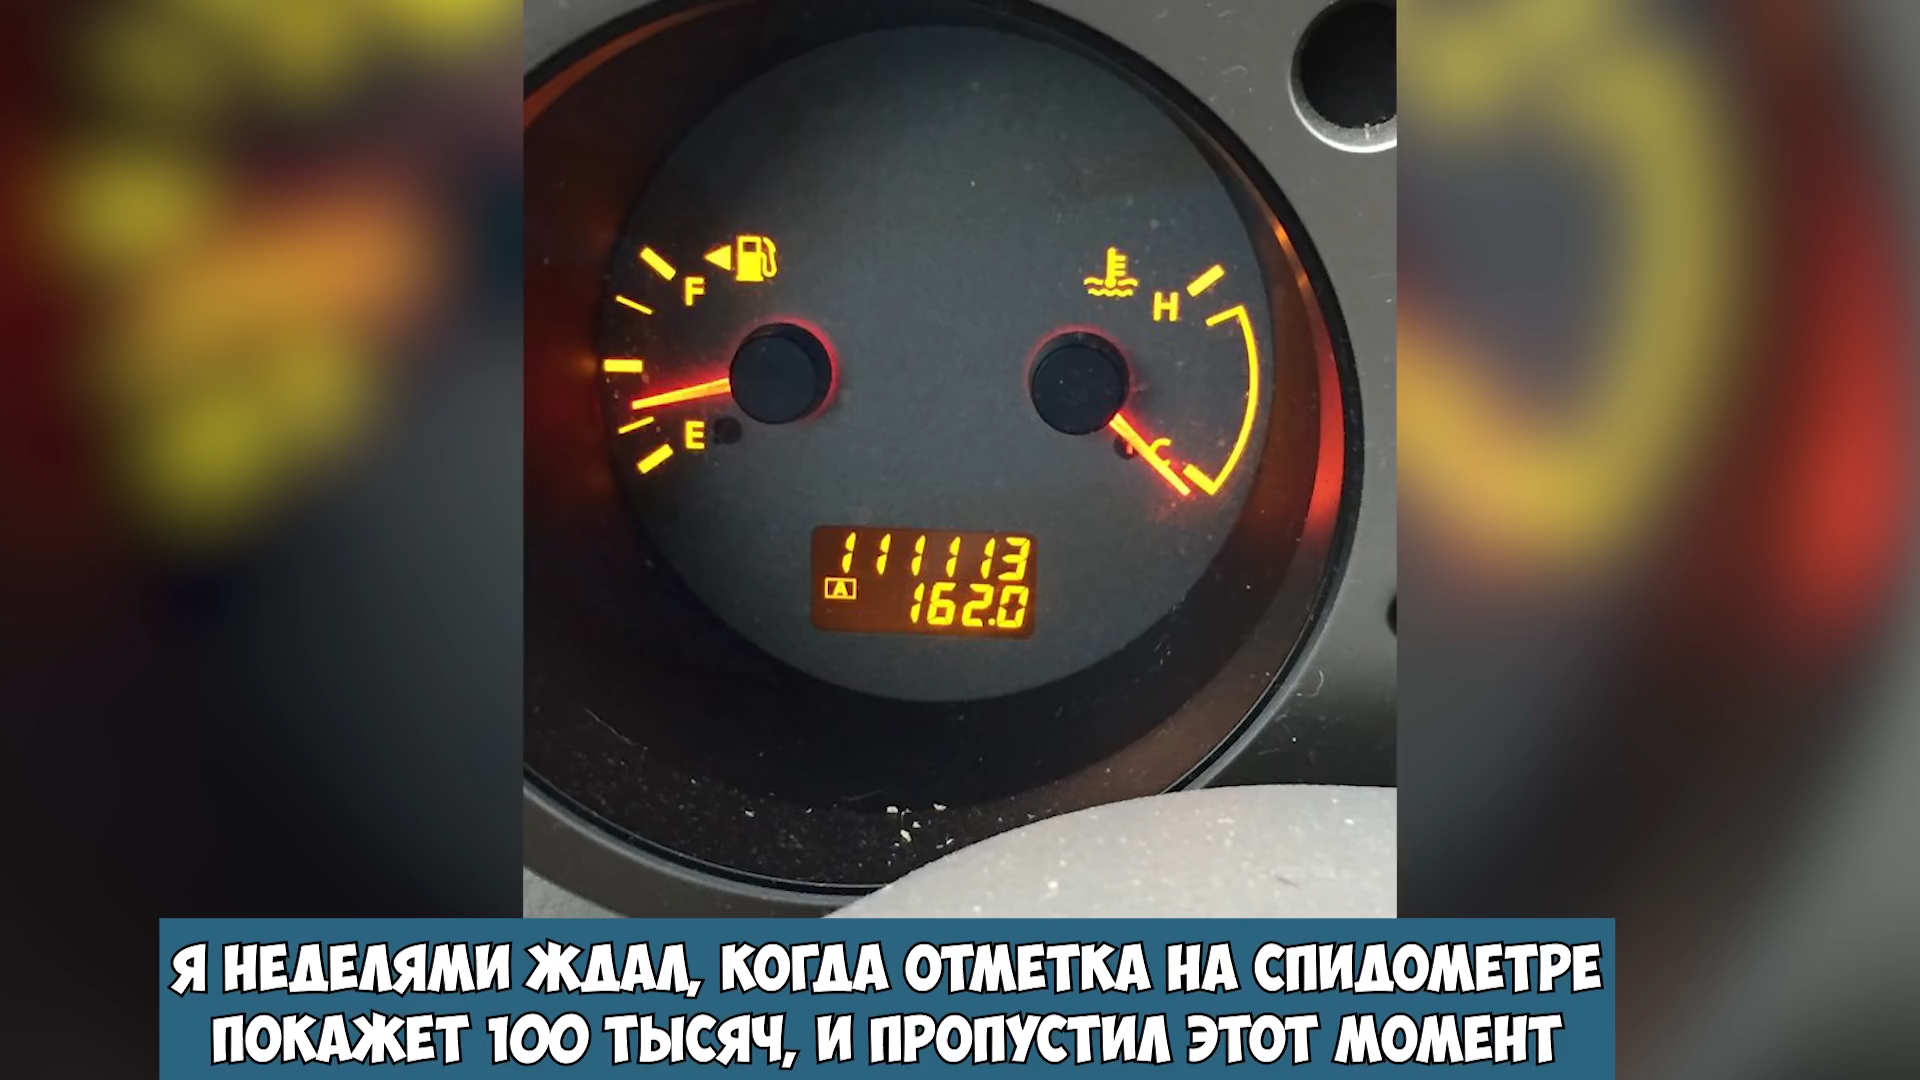 F
H
E
C
111113
A
162.0
Я НЕДЕЛЯМИ ЖДАЛ, КОГДА ОТМЕТКА НА СПИДОМЕТРЕ
ПОКАЖЕТ 100 ТЫСЯЧ, И ПРОПУСТИЛ ЭТОТ МОМЕНТ